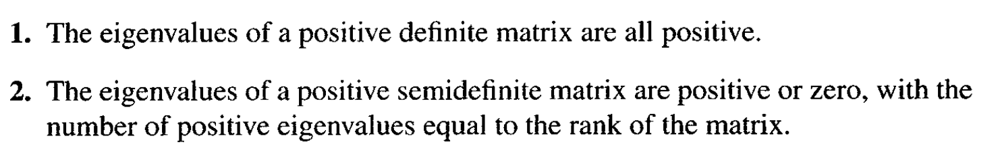 1. The eigenvalues of a positive definite matrix are all positive.
2. The eigenvalues of a positive semidefinite matrix are positive or zero, with the
number of positive eigenvalues equal to the rank of the matrix.